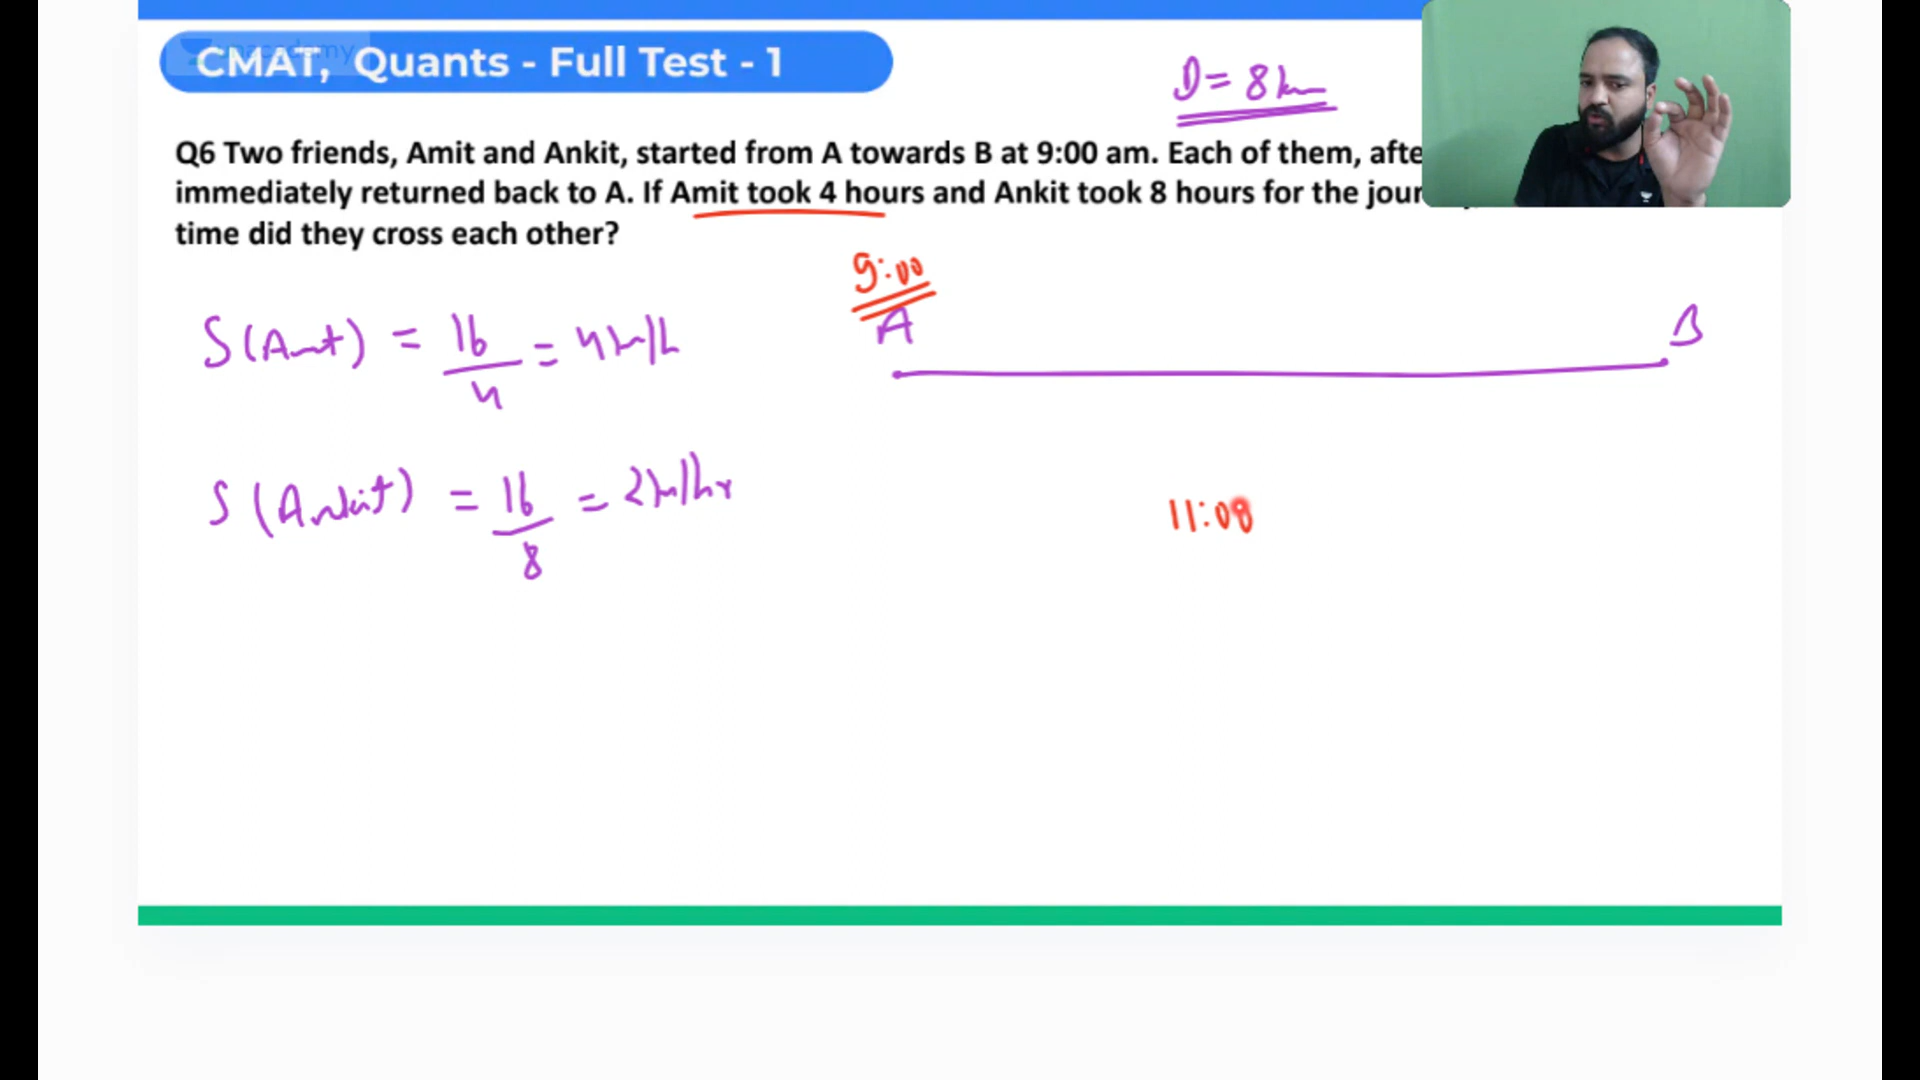 CMAT, Quants - Full Test - 1
D = 8 km
Q6 Two friends, Amit and Ankit, started from A towards B at 9:00 am. Each of them, afte
immediately returned back to A. If Amit took 4 hours and Ankit took 8 hours for the jour
time did they cross each other?
9:00
A
B
S(Amt) = 16/4 = 4 km/h
S(Ankit) = 16/8 = 2 km/hr
11:00